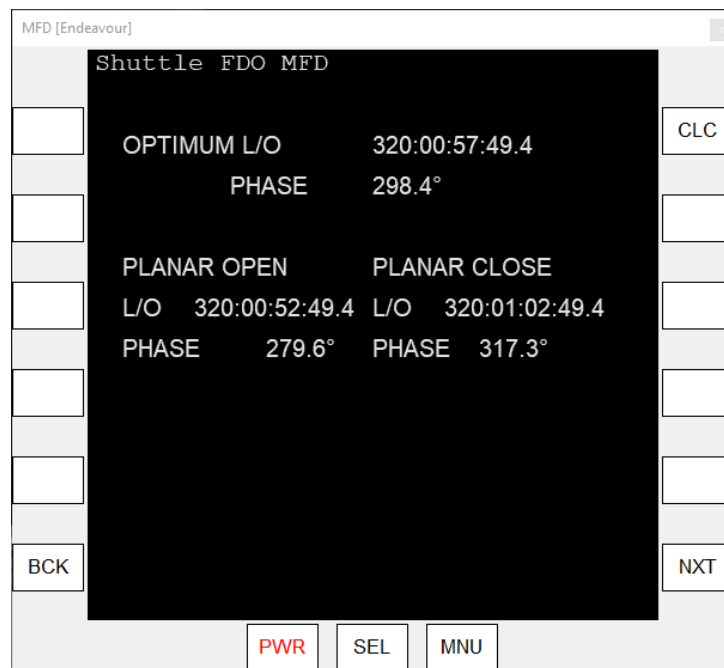 MFD [Endeavour]
Shuttle FDO MFD
CLC
OPTIMUM L/O 320:00:57:49.4
PHASE 298.4°
PLANAR OPEN PLANAR CLOSE
L/O 320:00:52:49.4 L/O 320:01:02:49.4
PHASE 279.6° PHASE 317.3°
BCK NXT
PWR SEL MNU